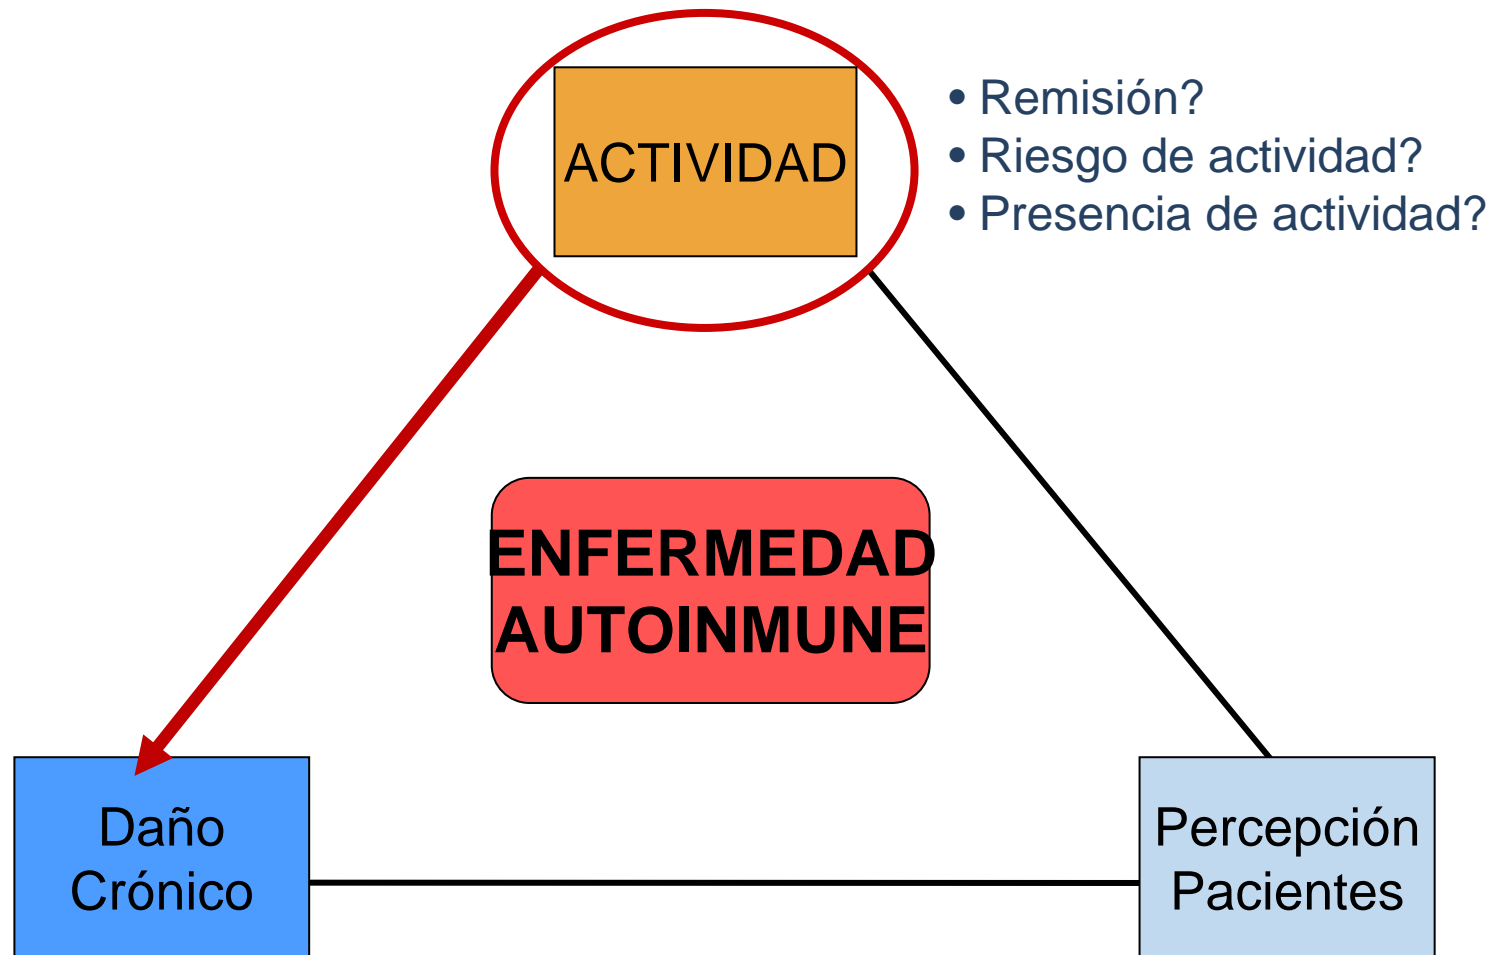 ACTIVIDAD
• Remisión?
• Riesgo de actividad?
• Presencia de actividad?
ENFERMEDAD
AUTOINMUNE
Daño
Crónico
Percepción
Pacientes